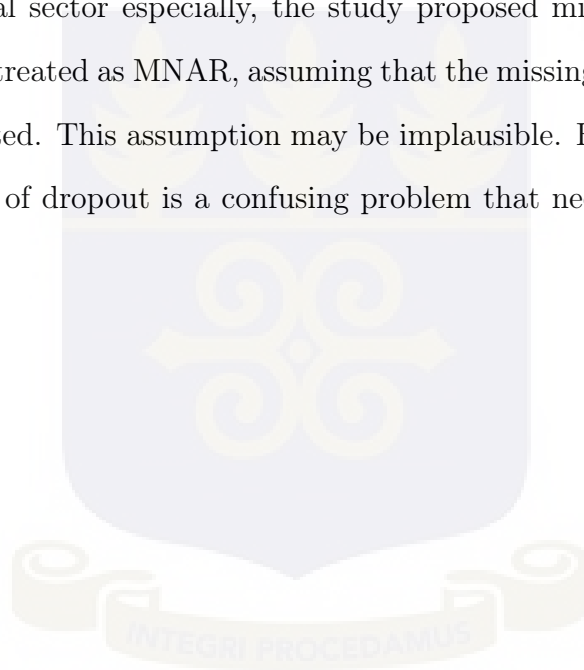 al sector especially, the study proposed mi
treated as MNAR, assuming that the missing
ed. This assumption may be implausible.
of dropout is a confusing problem that ne
INTEGRI PROCEDAMUS